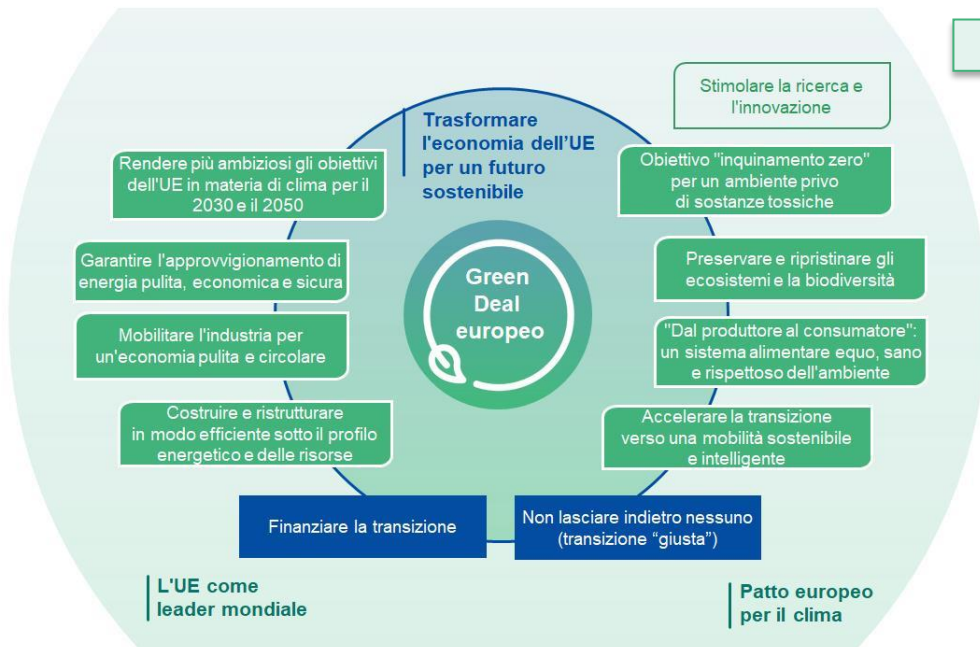 Stimolare la ricerca e
l'innovazione
Trasformare
l'economia dell'UE
per un futuro
sostenibile
Rendere più ambiziosi gli obiettivi
dell'UE in materia di clima per il
2030 e il 2050
Obiettivo "inquinamento zero"
per un ambiente privo
di sostanze tossiche
Garantire l'approvvigionamento di
energia pulita, economica e sicura
Green
Deal
europeo
Preservare e ripristinare gli
ecosistemi e la biodiversità
Mobilitare l'industria per
un'economia pulita e circolare
"Dal produttore al consumatore":
un sistema alimentare equo, sano
e rispettoso dell'ambiente
Costruire e ristrutturare
in modo efficiente sotto il profilo
energetico e delle risorse
Accelerare la transizione
verso una mobilità sostenibile
e intelligente
Finanziare la transizione
Non lasciare indietro nessuno
(transizione “giusta”)
L'UE come
leader mondiale
Patto europeo
per il clima